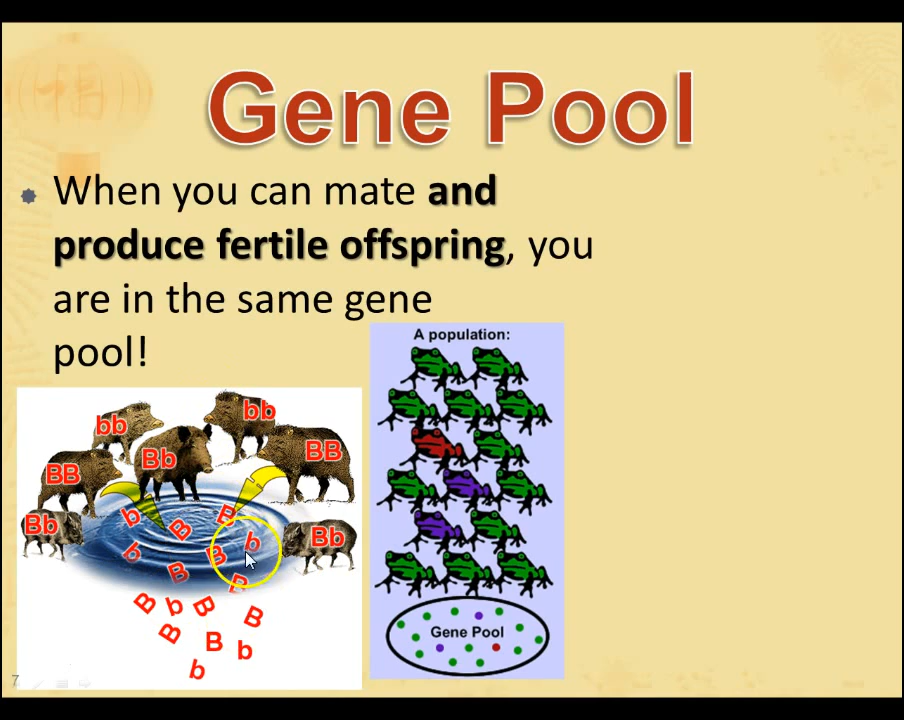 Gene Pool
When you can mate and
produce fertile offspring, you
are in the same gene
pool!
A population:
bb
bb
Bb
BB
BB
Bb
Bb
b
B
B
b
b
B
B
B
B
b
B
B
B
B
b
b
Gene Pool
7